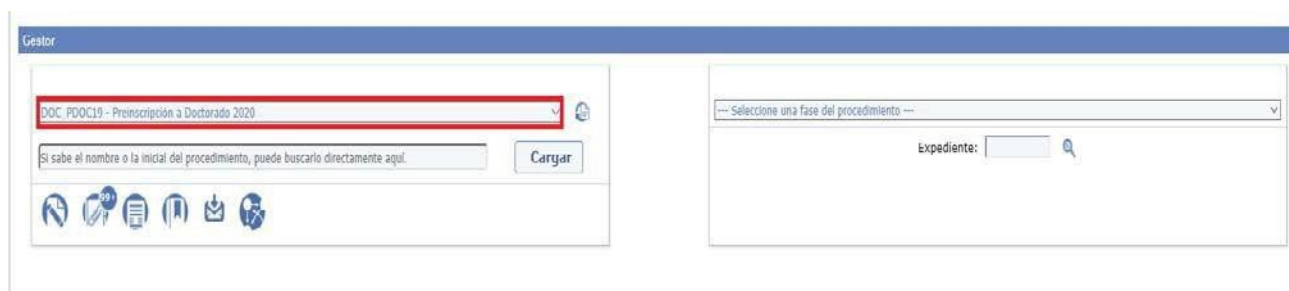 Gestor
DOC_PDOC19 - Preinscripción a Doctorado 2020
Si sabe el nombre o la inicial del procedimiento, puede buscarlo directamente aquí.
Cargar
99+
--- Seleccione una fase del procedimiento ---
Expediente: